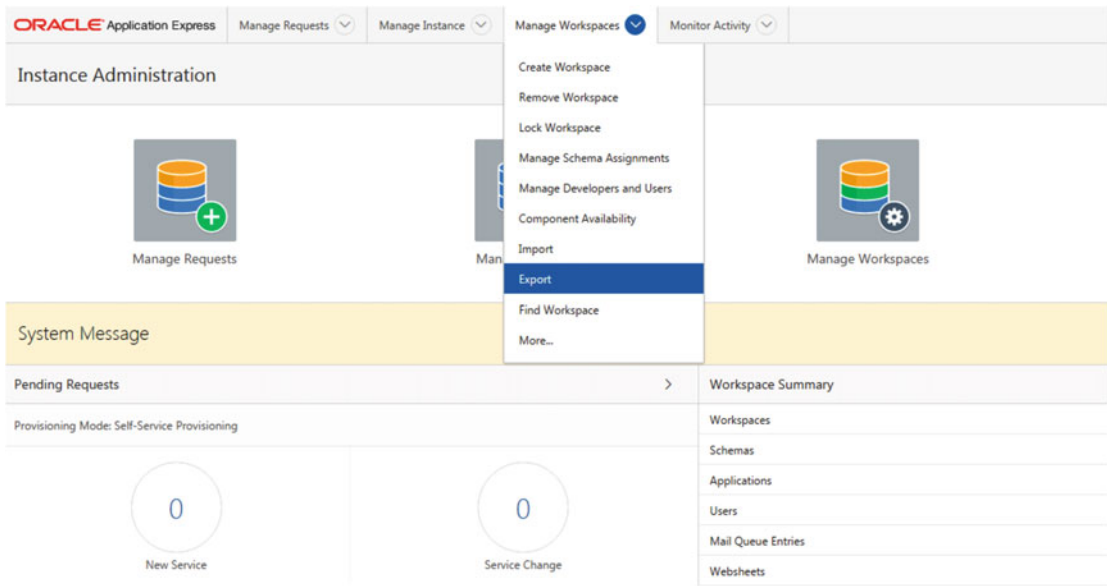 ORACLE Application Express Manage Requests Manage Instance Manage Workspaces Monitor Activity
Instance Administration
Create Workspace
Remove Workspace
Lock Workspace
Manage Schema Assignments
Manage Developers and Users
Component Availability
Import
Export
Find Workspace
More...
Manage Requests
Manage Workspaces
System Message
Pending Requests
Provisioning Mode: Self-Service Provisioning
0
New Service
0
Service Change
Workspace Summary
Workspaces
Schemas
Applications
Users
Mail Queue Entries
Websheets